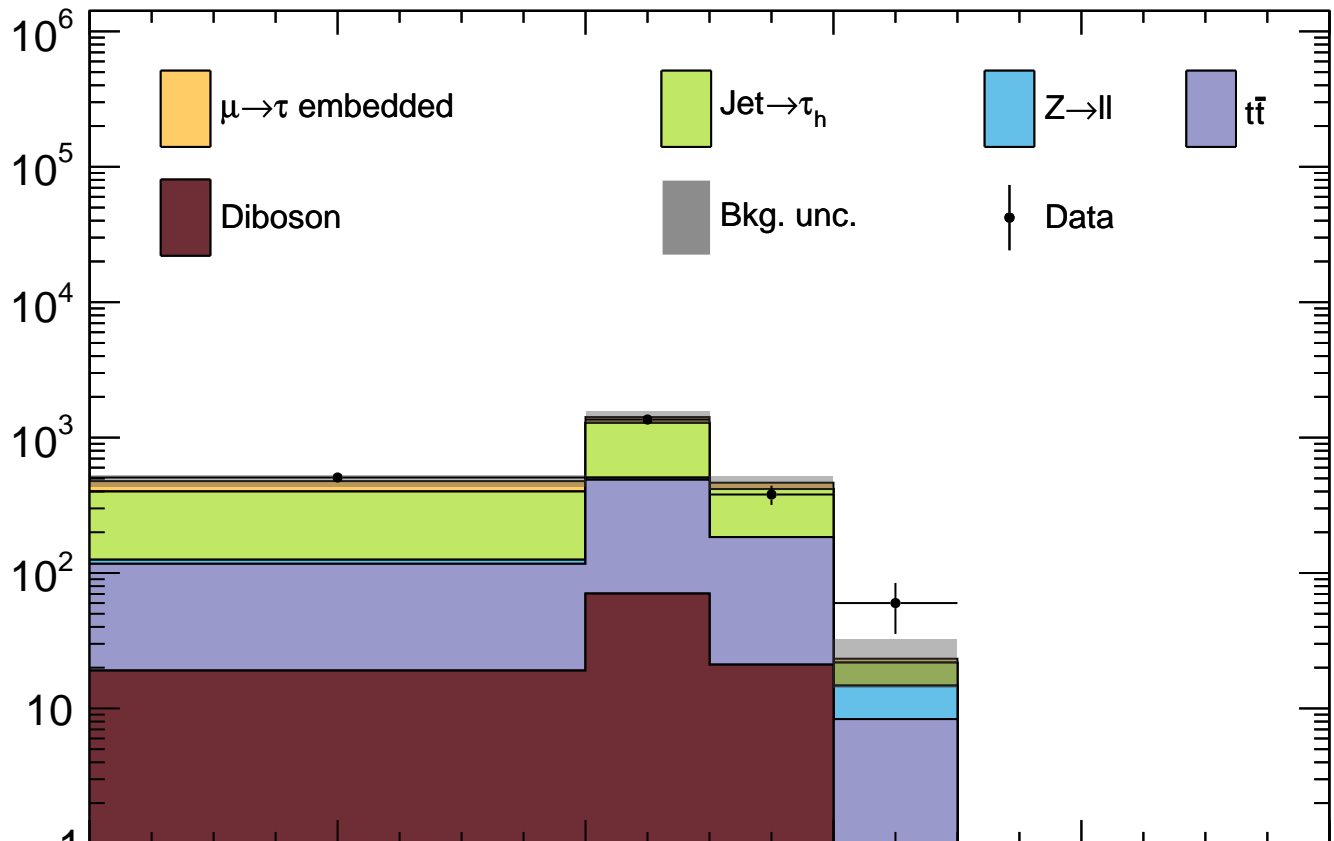 10⁶
μ→τ embedded
Jet→τₕ
Z→ll
tt̄
10⁵
Diboson
Bkg. unc.
Data
10⁴
10³
10²
10
1